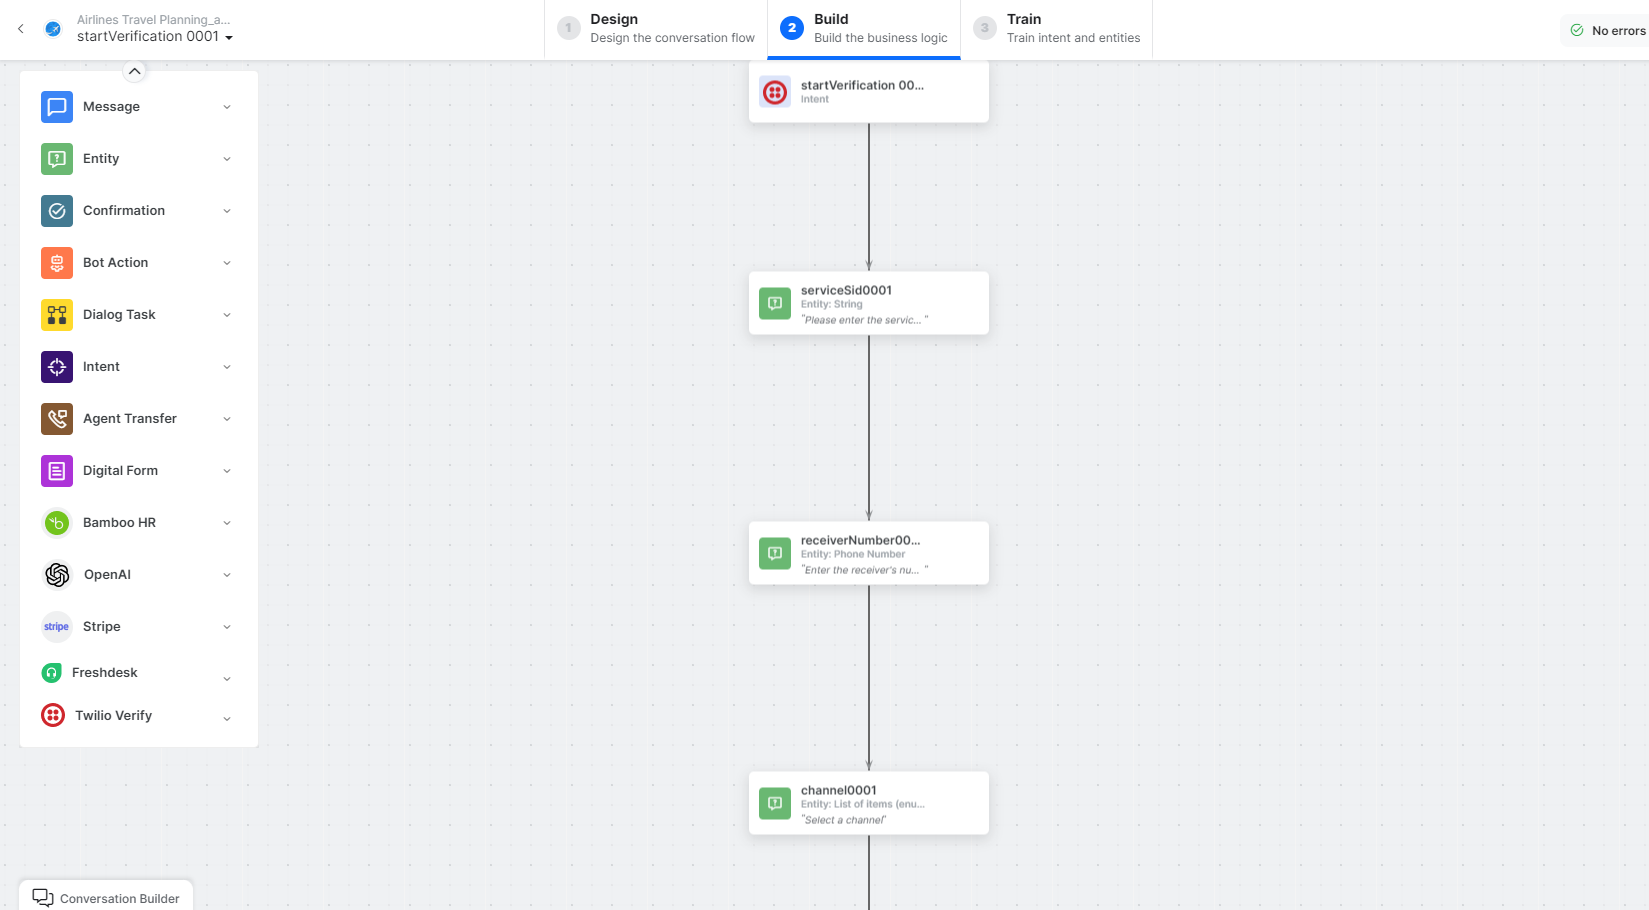 Airlines Travel Planning_a...
startVerification 0001
1
Design
Design the conversation flow
2
Build
Build the business logic
3
Train
Train intent and entities
No errors
Message
Entity
Confirmation
Bot Action
Dialog Task
Intent
Agent Transfer
Digital Form
Bamboo HR
OpenAI
stripe
Stripe
Freshdesk
Twilio Verify
Conversation Builder
startVerification 00...
Intent
serviceSid0001
Entity: String
"Please enter the servic... "
receiverNumber00...
Entity: Phone Number
"Enter the receiver's nu... "
channel0001
Entity: List of items (enu...
"Select a channel"